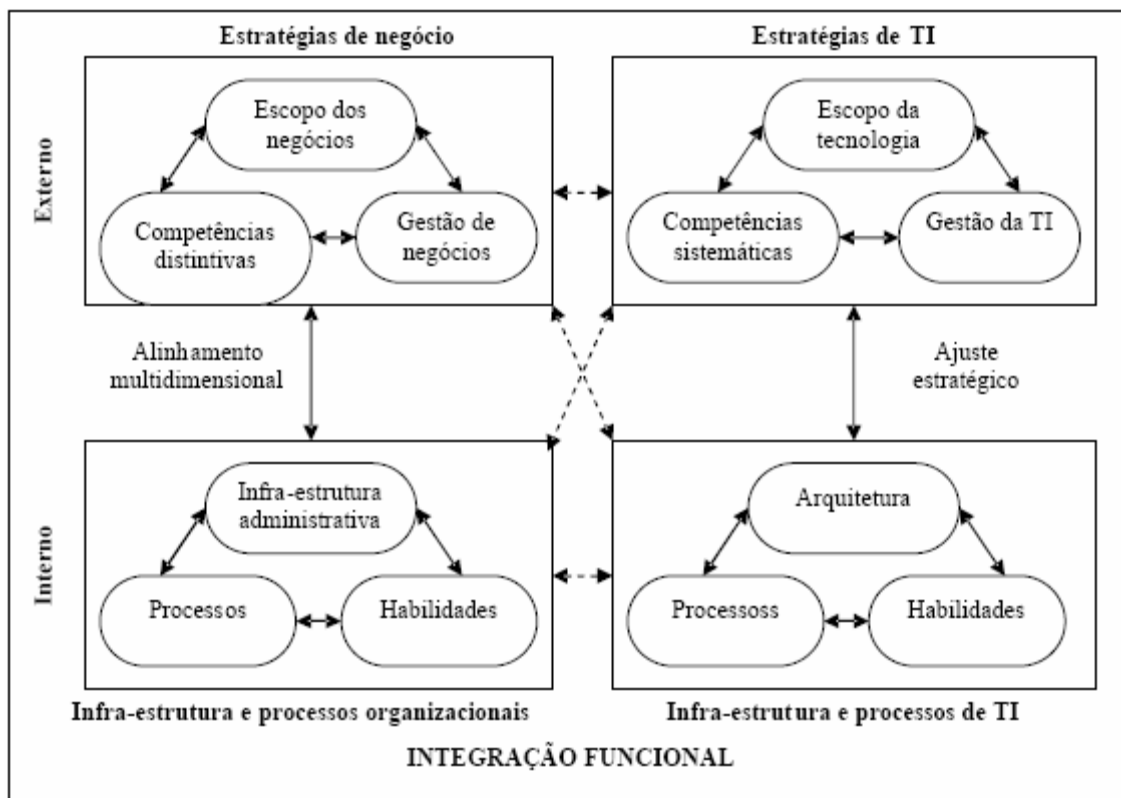 Estratégias de negócio
Estratégias de TI
Externo
Escopo dos
negócios
Competências
distintivas
Gestão de
negócios
Escopo da
tecnologia
Competências
sistemáticas
Gestão da TI
Alinhamento
multidimensional
Ajuste
estratégico
Interno
Infra-estrutura
administrativa
Processos
Habilidades
Arquitetura
Processoss
Habilidades
Infra-estrutura e processos organizacionais
Infra-estrutura e processos de TI
INTEGRAÇÃO FUNCIONAL